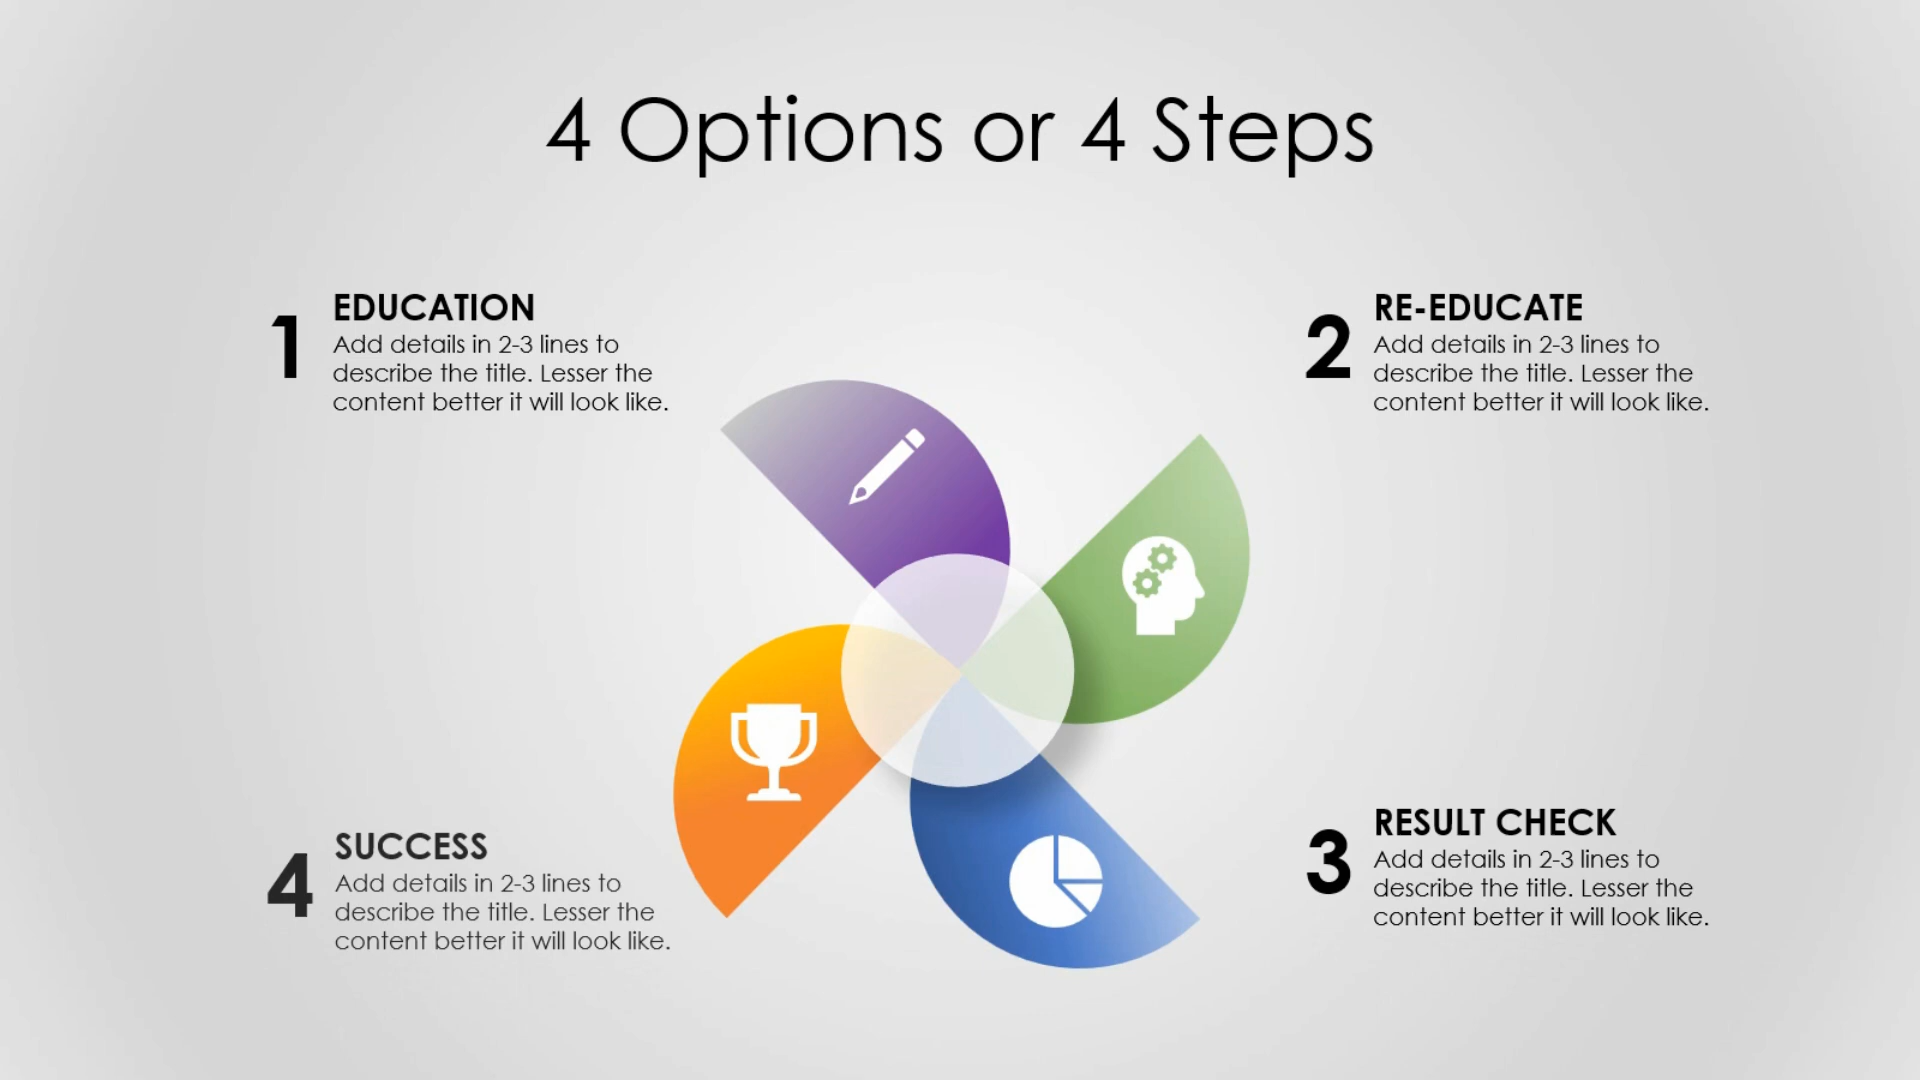 4 Options or 4 Steps
1
EDUCATION
Add details in 2-3 lines to
describe the title. Lesser the
content better it will look like.
2
RE-EDUCATE
Add details in 2-3 lines to
describe the title. Lesser the
content better it will look like.
3
RESULT CHECK
Add details in 2-3 lines to
describe the title. Lesser the
content better it will look like.
4
SUCCESS
Add details in 2-3 lines to
describe the title. Lesser the
content better it will look like.